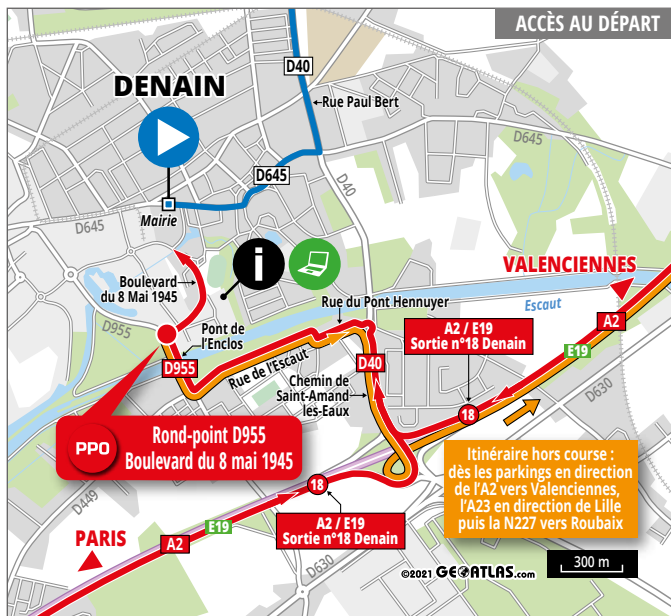 ACCÈS AU DÉPART
D40
DENAIN
Rue Paul Bert
D645
D645
D40
Mairie
D645
i
VALENCIENNES
Boulevard
du 8 Mai 1945
Rue du Pont Hennuyer
Escaut
A2
D955
Pont de
l'Enclos
A2 / E19
Sortie n°18 Denain
E19
D955
Rue de l'Escaut
D40
D630
Chemin de
Saint-Amand
les-Eaux
18
PPO
Rond-point D955
Boulevard du 8 mai 1945
Itinéraire hors course :
dès les parkings en direction
de l'A2 vers Valenciennes,
l'A23 en direction de Lille
puis la N227 vers Roubaix
D449
18
E19
A2 / E19
Sortie n°18 Denain
PARIS
A2
D630
300 m
©2021 GEOATLAS.com